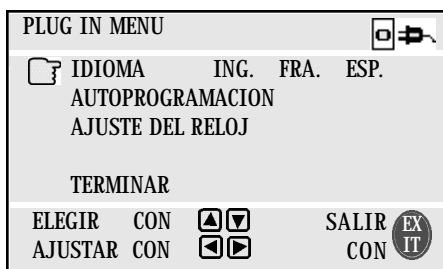 PLUG IN MENU
IDIOMA ING. FRA. ESP.
AUTOPROGRAMACION
AJUSTE DEL RELOJ
TERMINAR
ELEGIR CON SALIR EX
AJUSTAR CON CON IT